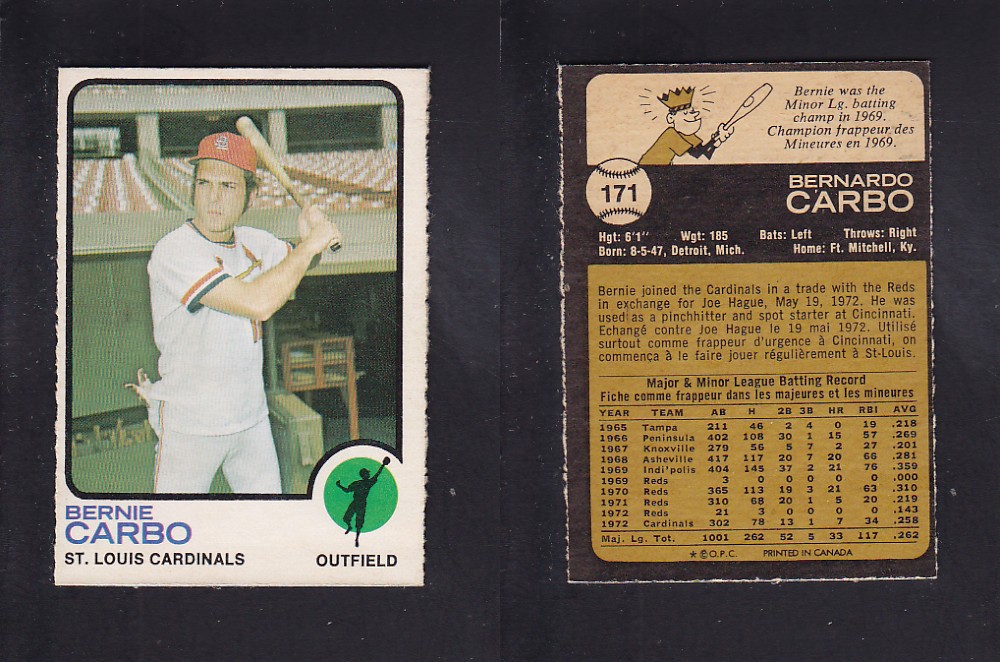 BERNIE
CARBO
ST. LOUIS CARDINALS
OUTFIELD
Bernie was the
Minor Lg. batting
champ in 1969.
Champion frappeur des
Mineures en 1969.
171
BERNARDO
CARBO
Hgt: 6'1" Wgt: 185 Bats: Left Throws: Right
Born: 8-5-47, Detroit, Mich. Home: Ft. Mitchell, Ky.
Bernie joined the Cardinals in a trade with the Reds
in exchange for Joe Hague, May 19, 1972. He was
used as a pinchhitter and spot starter at Cincinnati.
Echangé contre Joe Hague le 19 mai 1972. Utilisé
surtout comme frappeur d'urgence à Cincinnati, on
commença à le faire jouer régulièrement à St-Louis.
Major & Minor League Batting Record
Fiche comme frappeur dans les majeures et les mineures
YEAR TEAM AB H 2B 3B HR RBI AVG
1965 Tampa 211 46 2 4 0 19 .218
1966 Peninsula 402 108 30 1 15 57 .269
1967 Knoxville 279 56 5 7 2 27 .201
1968 Asheville 417 117 20 7 20 66 .281
1969 Indi'polis 404 145 37 2 21 76 .359
1969 Reds 3 0 0 0 0 0 .000
1970 Reds 365 113 19 3 21 63 .310
1971 Reds 310 68 20 1 5 20 .219
1972 Reds 21 3 0 0 0 0 .143
1972 Cardinals 302 78 13 1 7 34 .258
Maj. Lg. Tot. 1001 262 52 5 33 117 .262
★ © O.P.C. PRINTED IN CANADA